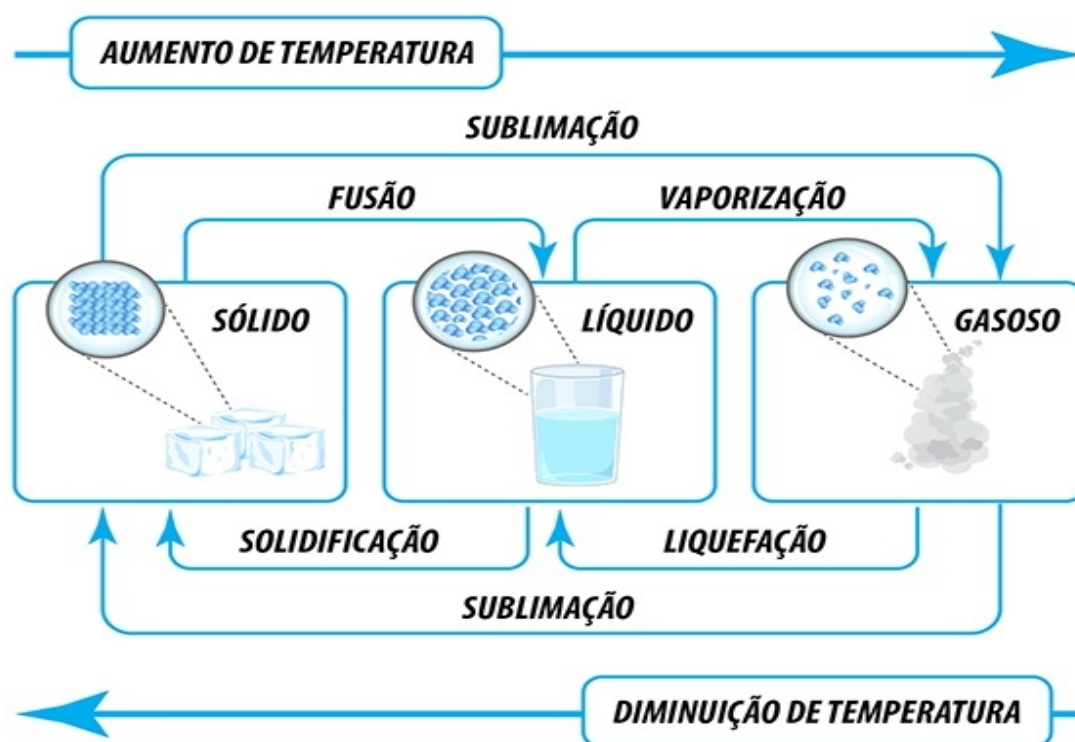 AUMENTO DE TEMPERATURA
SUBLIMAÇÃO
FUSÃO
VAPORIZAÇÃO
SÓLIDO
LÍQUIDO
GASOSO
SOLIDIFICAÇÃO
LIQUEFAÇÃO
SUBLIMAÇÃO
DIMINUIÇÃO DE TEMPERATURA